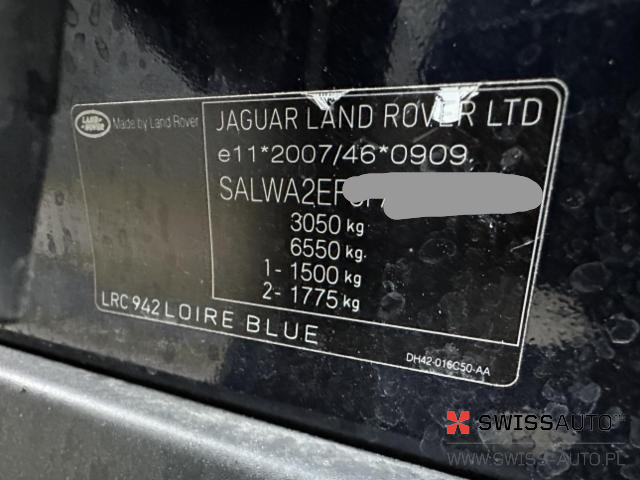 LAND ROVER
Made by Land Rover
JAGUAR LAND ROVER LTD
e11*2007/46*0909.
SALWA2EF
3050 kg
6550 kg
1- 1500 kg
2- 1775 kg
LRC 942 LOIRE BLUE
DH42-016C50-AA
SWISSAUTO
WWW.SWISS-AUTO.PL